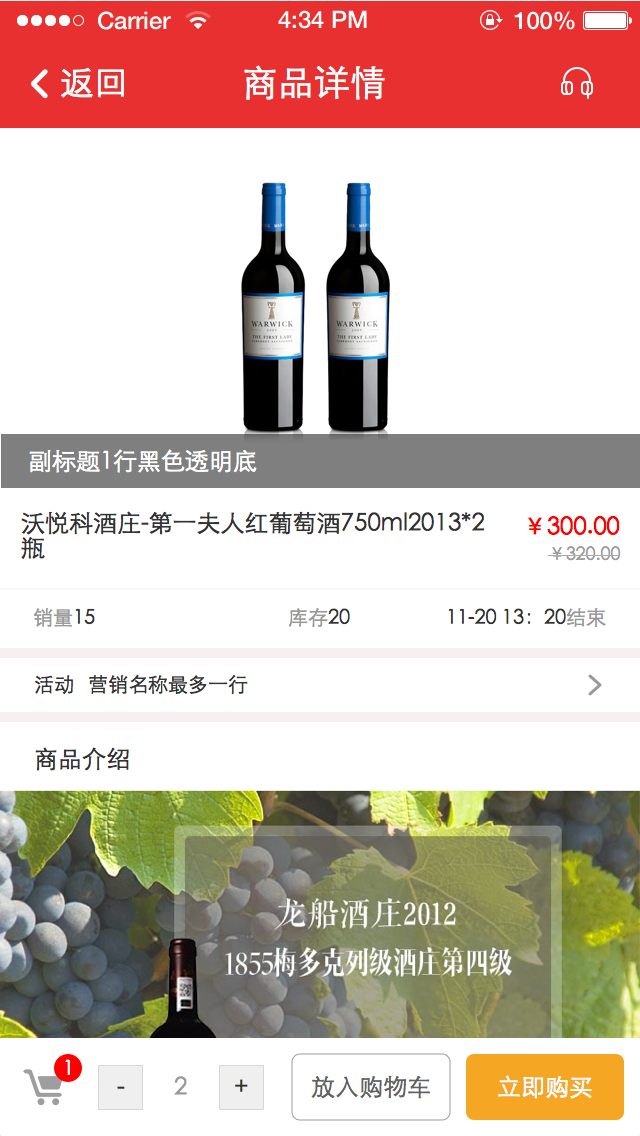 Carrier 4:34 PM 100%
返回 商品详情
WARWICK WARWICK
THE FIRST LADY THE FIRST LADY
CABERNET SAUVIGNON CABERNET SAUVIGNON
副标题1行黑色透明底
沃悦科酒庄-第一夫人红葡萄酒750ml2013*2 ￥300.00
瓶 ￥320.00
销量15 库存20 11-20 13：20结束
活动 营销名称最多一行
商品介绍
龙船酒庄2012
1855梅多克列级酒庄第四级
1 - 2 + 放入购物车 立即购买